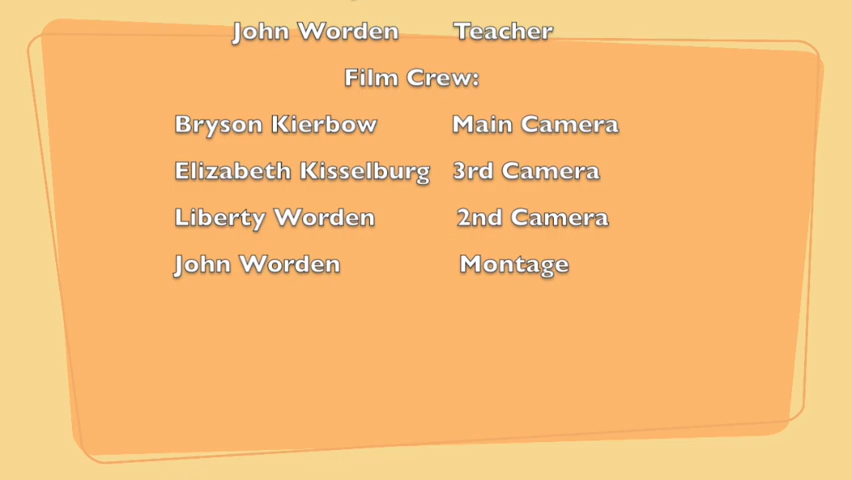 John Worden Teacher
Film Crew:
Bryson Kierbow Main Camera
Elizabeth Kisselburg 3rd Camera
Liberty Worden 2nd Camera
John Worden Montage